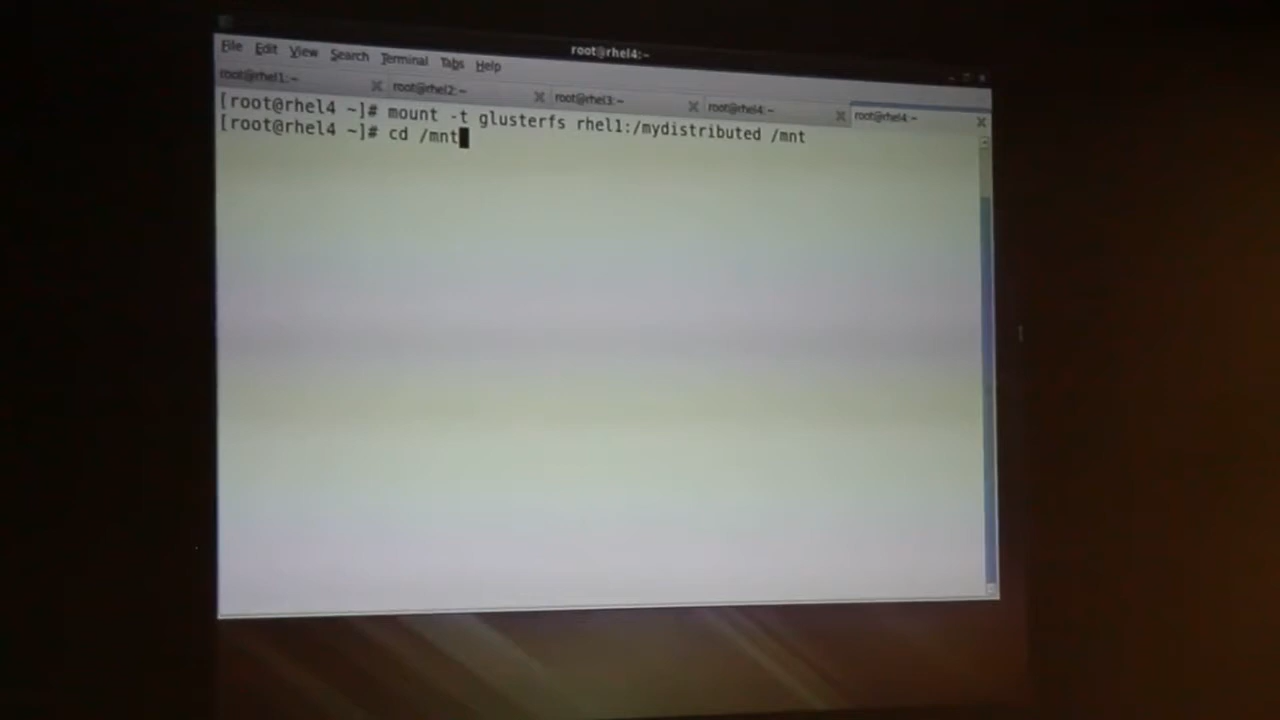 root@rhel4:~
File Edit View Search Terminal Tabs Help
root@rhel1:~ root@rhel2:~ root@rhel3:~ root@rhel4:~ root@rhel4:~
[root@rhel4 ~]# mount -t glusterfs rhel1:/mydistributed /mnt
[root@rhel4 ~]# cd /mnt